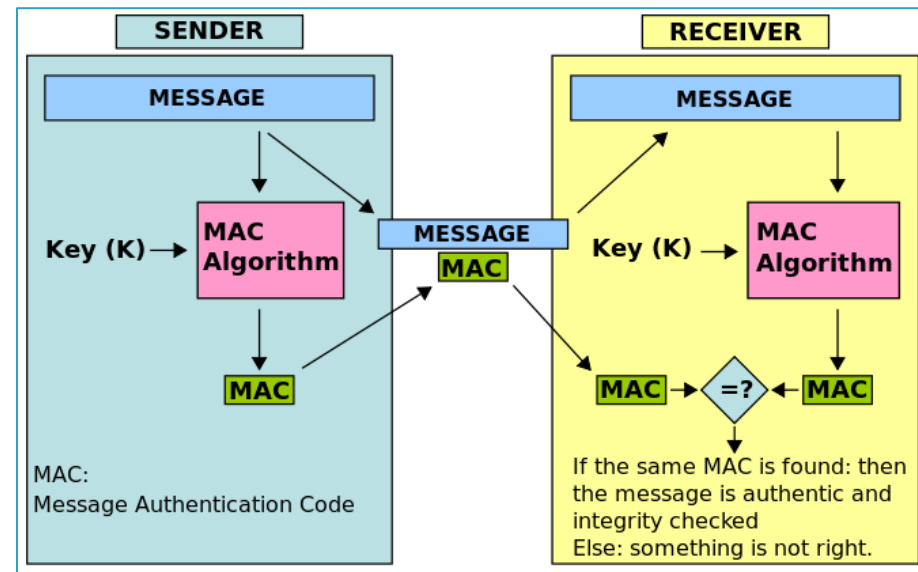 SENDER
MESSAGE
Key (K)
MAC
Algorithm
MAC
MAC:
Message Authentication Code
MESSAGE
MAC
RECEIVER
MESSAGE
Key (K)
MAC
Algorithm
MAC
=?
MAC
If the same MAC is found: then
the message is authentic and
integrity checked
Else: something is not right.